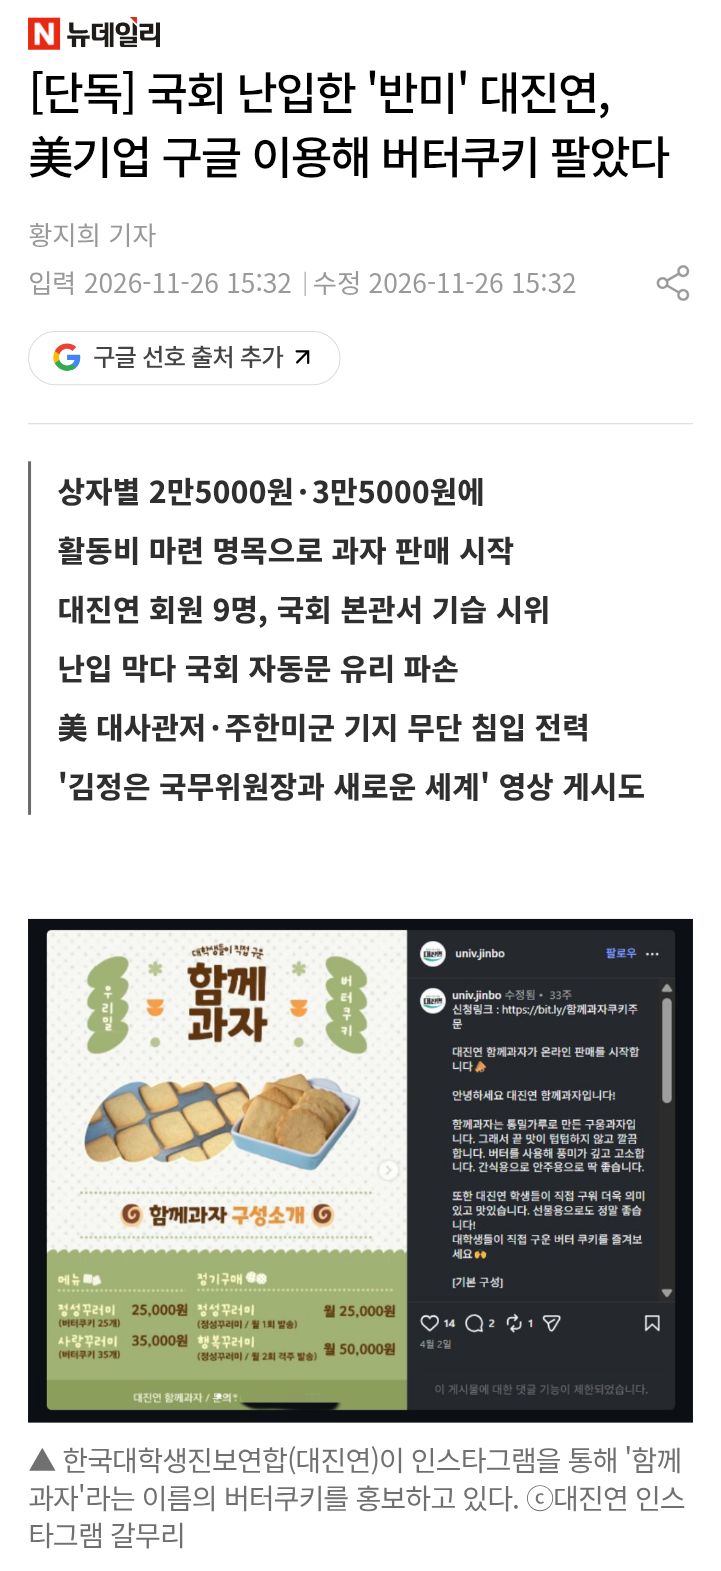 N 뉴데일리
[단독] 국회 난입한 '반미' 대진연,
美기업 구글 이용해 버터쿠키 팔았다
황지희 기자
입력 2026-11-26 15:32 | 수정 2026-11-26 15:32
구글 선호 출처 추가
상자별 2만5000원·3만5000원에
활동비 마련 명목으로 과자 판매 시작
대진연 회원 9명, 국회 본관서 기습 시위
난입 막다 국회 자동문 유리 파손
美 대사관저·주한미군 기지 무단 침입 전력
'김정은 국무위원장과 새로운 세계' 영상 게시도
대학생들이 직접 구운
함께
과자
우리밀
버터쿠키
함께과자 구성소개
메뉴
정기구매
정성꾸러미 25,000원
(버터쿠키 25개)
사랑꾸러미 35,000원
(버터쿠키 35개)
정성꾸러미 월 25,000원
(정성꾸러미 / 월 1회 발송)
행복꾸러미 월 50,000원
(정성꾸러미 / 월 2회 격주 발송)
대진연 함께과자 / 문의 :
대진연
univ.jinbo
팔로우
대진연
univ.jinbo 수정됨 • 33주
신청링크 : https://bit.ly/함께과자쿠키주
문
대진연 함께과자가 온라인 판매를 시작합
니다
안녕하세요 대진연 함께과자입니다!
함께과자는 통밀가루로 만든 구움과자입
니다. 그래서 끝 맛이 텁텁하지 않고 깔끔
합니다. 버터를 사용해 풍미가 깊고 고소합
니다. 간식용으로 안주용으로 딱 좋습니다.
또한 대진연 학생들이 직접 구워 더욱 의미
있고 맛있습니다. 선물용으로도 정말 좋습
니다!
대학생들이 직접 구운 버터 쿠키를 즐겨보
세요
[기본 구성]
14 2 1
4월 2일
이 게시물에 대한 댓글 기능이 제한되었습니다.
▲ 한국대학생진보연합(대진연)이 인스타그램을 통해 '함께
과자'라는 이름의 버터쿠키를 홍보하고 있다. ⓒ대진연 인스
타그램 갈무리